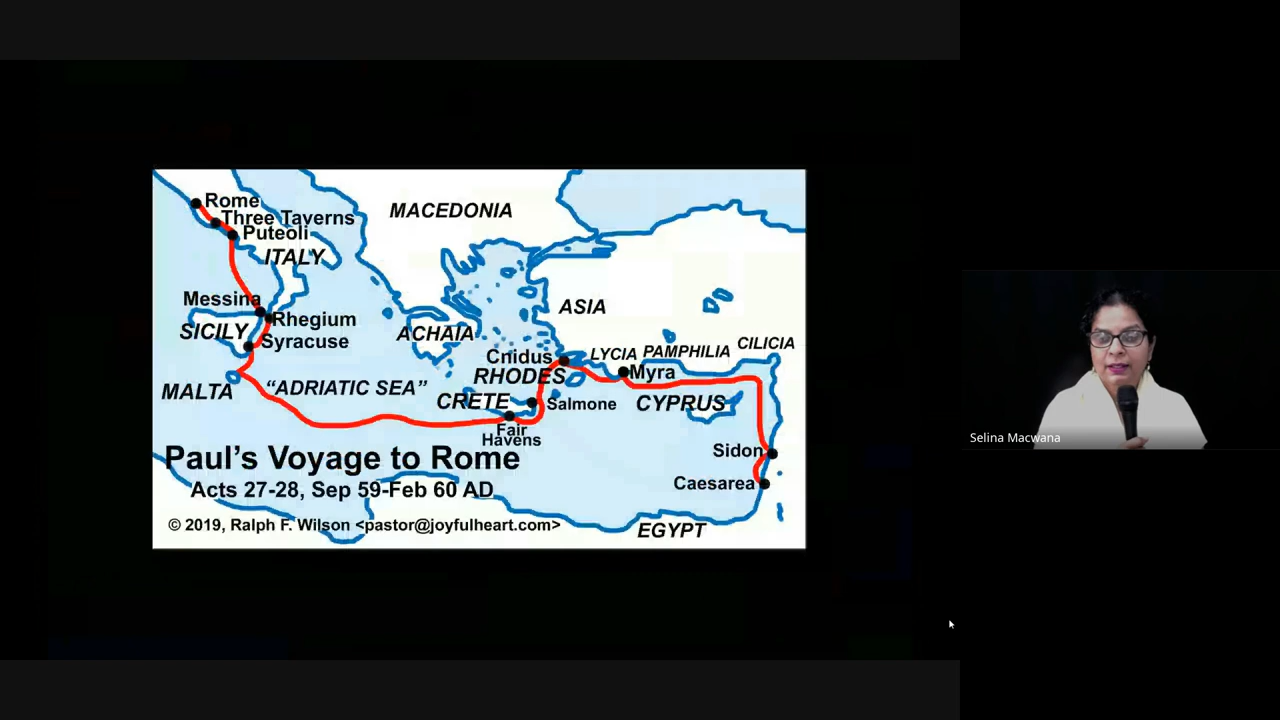 Rome
Three Taverns
Puteoli
ITALY
MACEDONIA
Messina
Rhegium
SICILY
Syracuse
ACHAIA
ASIA
MALTA
"ADRIATIC SEA"
Cnidus
RHODES
LYCIA
PAMPHILIA
CILICIA
Myra
CRETE
Salmone
CYPRUS
Fair
Havens
Sidon
Caesarea
Paul's Voyage to Rome
Acts 27-28, Sep 59-Feb 60 AD
© 2019, Ralph F. Wilson <pastor@joyfulheart.com>
EGYPT
Selina Macwana